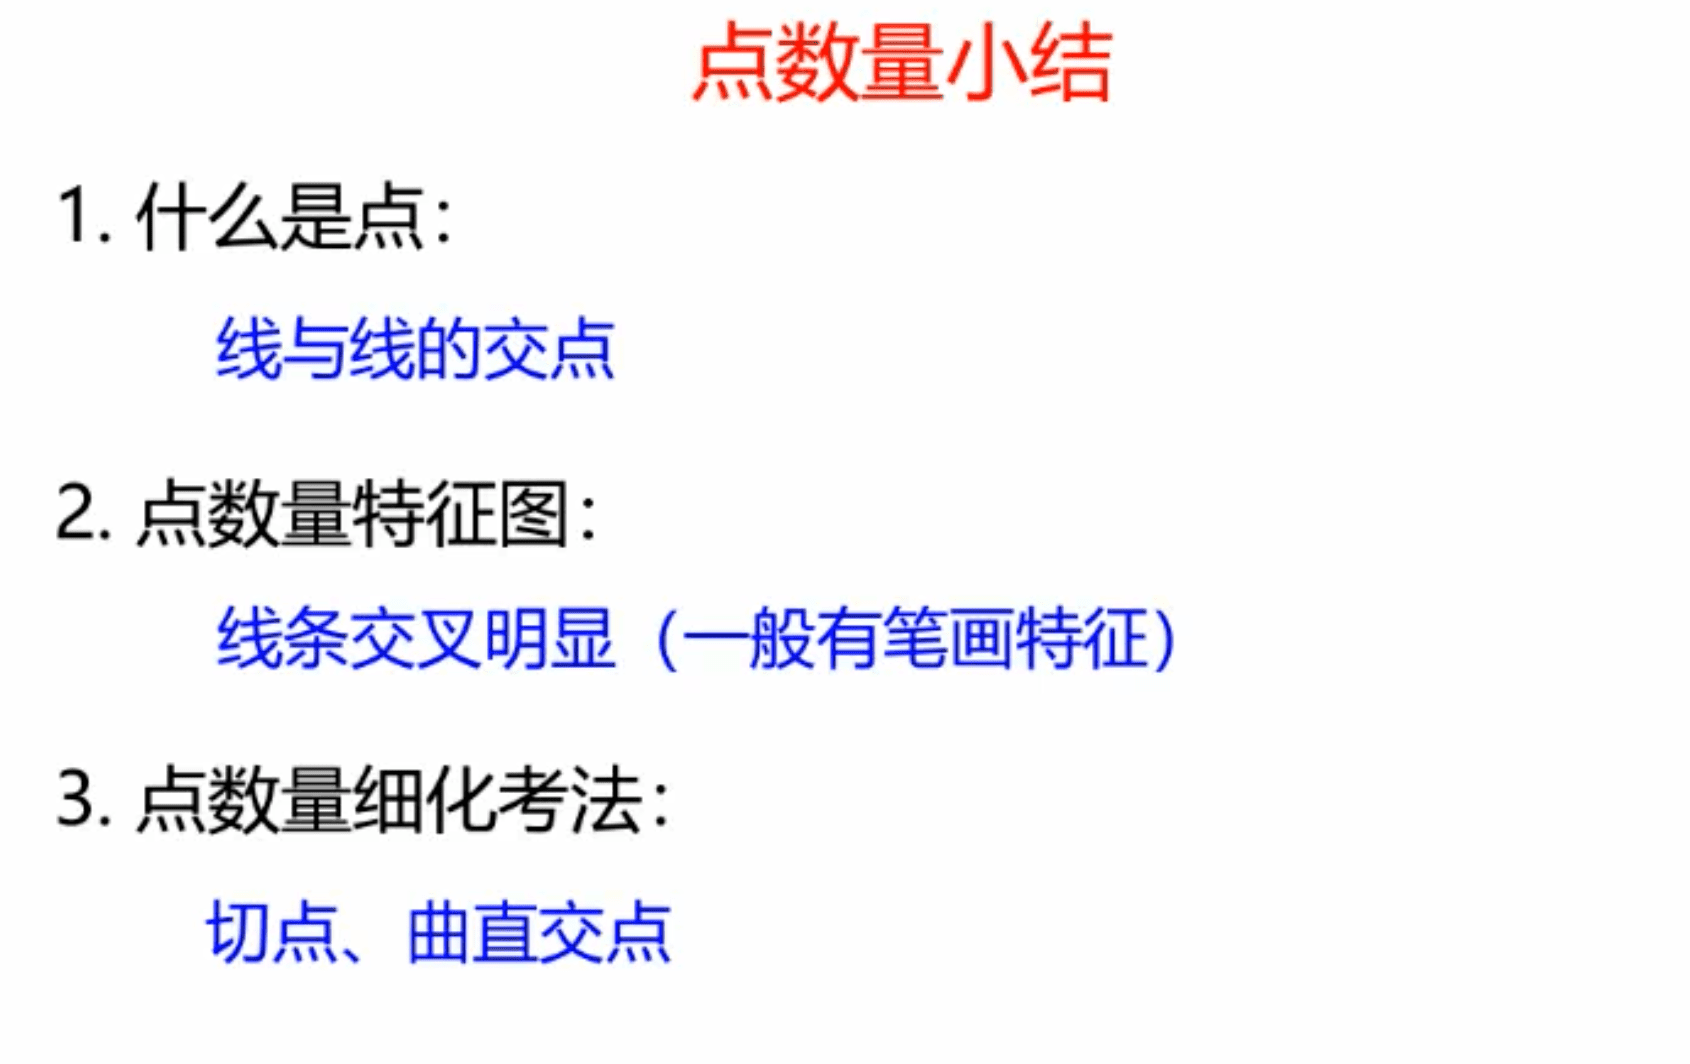 点数量小结
1. 什么是点：
线与线的交点
2. 点数量特征图：
线条交叉明显（一般有笔画特征）
3. 点数量细化考法：
切点、曲直交点